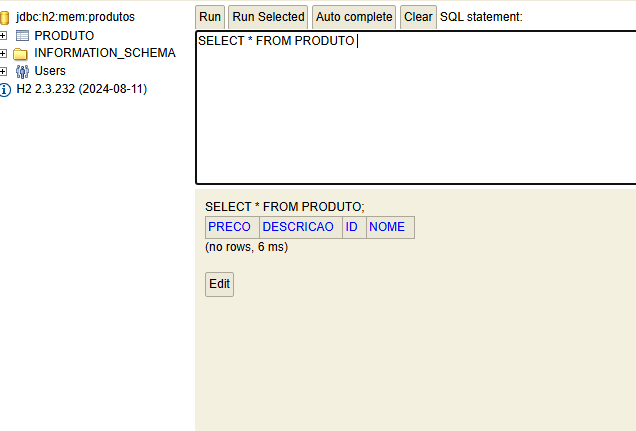 jdbc:h2:mem:produtos
PRODUTO
INFORMATION_SCHEMA
Users
H2 2.3.232 (2024-08-11)
Run Run Selected Auto complete Clear SQL statement:
SELECT * FROM PRODUTO
SELECT * FROM PRODUTO;
PRECO DESCRICAO ID NOME
(no rows, 6 ms)
Edit